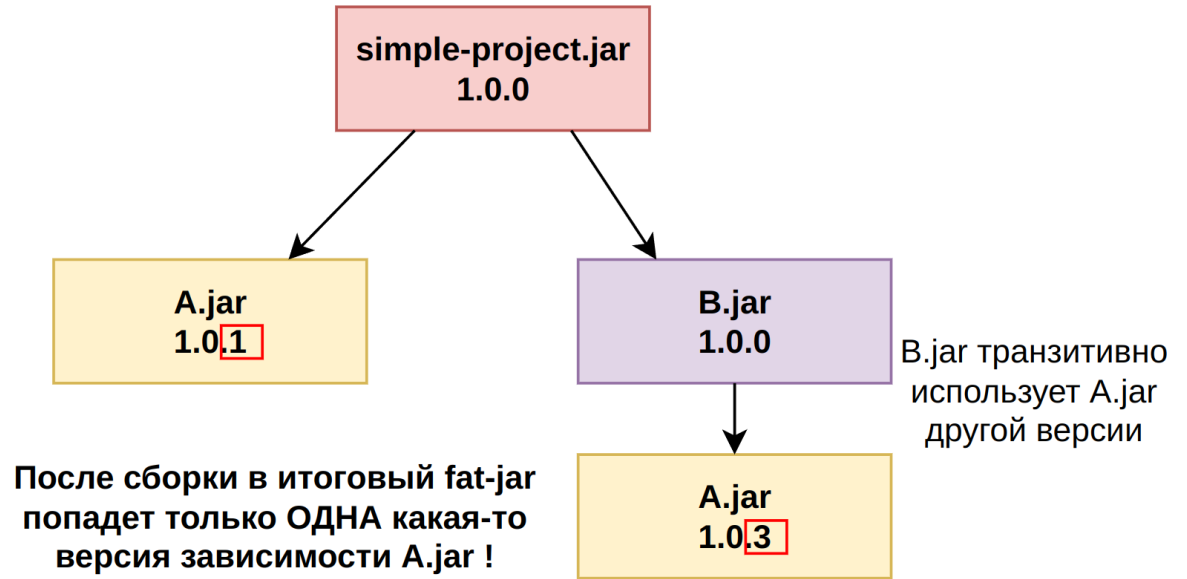 simple-project.jar
1.0.0
A.jar
1.0.1
B.jar
1.0.0
B.jar транзитивно
использует A.jar
другой версии
После сборки в итоговый fat-jar
попадет только ОДНА какая-то
версия зависимости A.jar !
A.jar
1.0.3